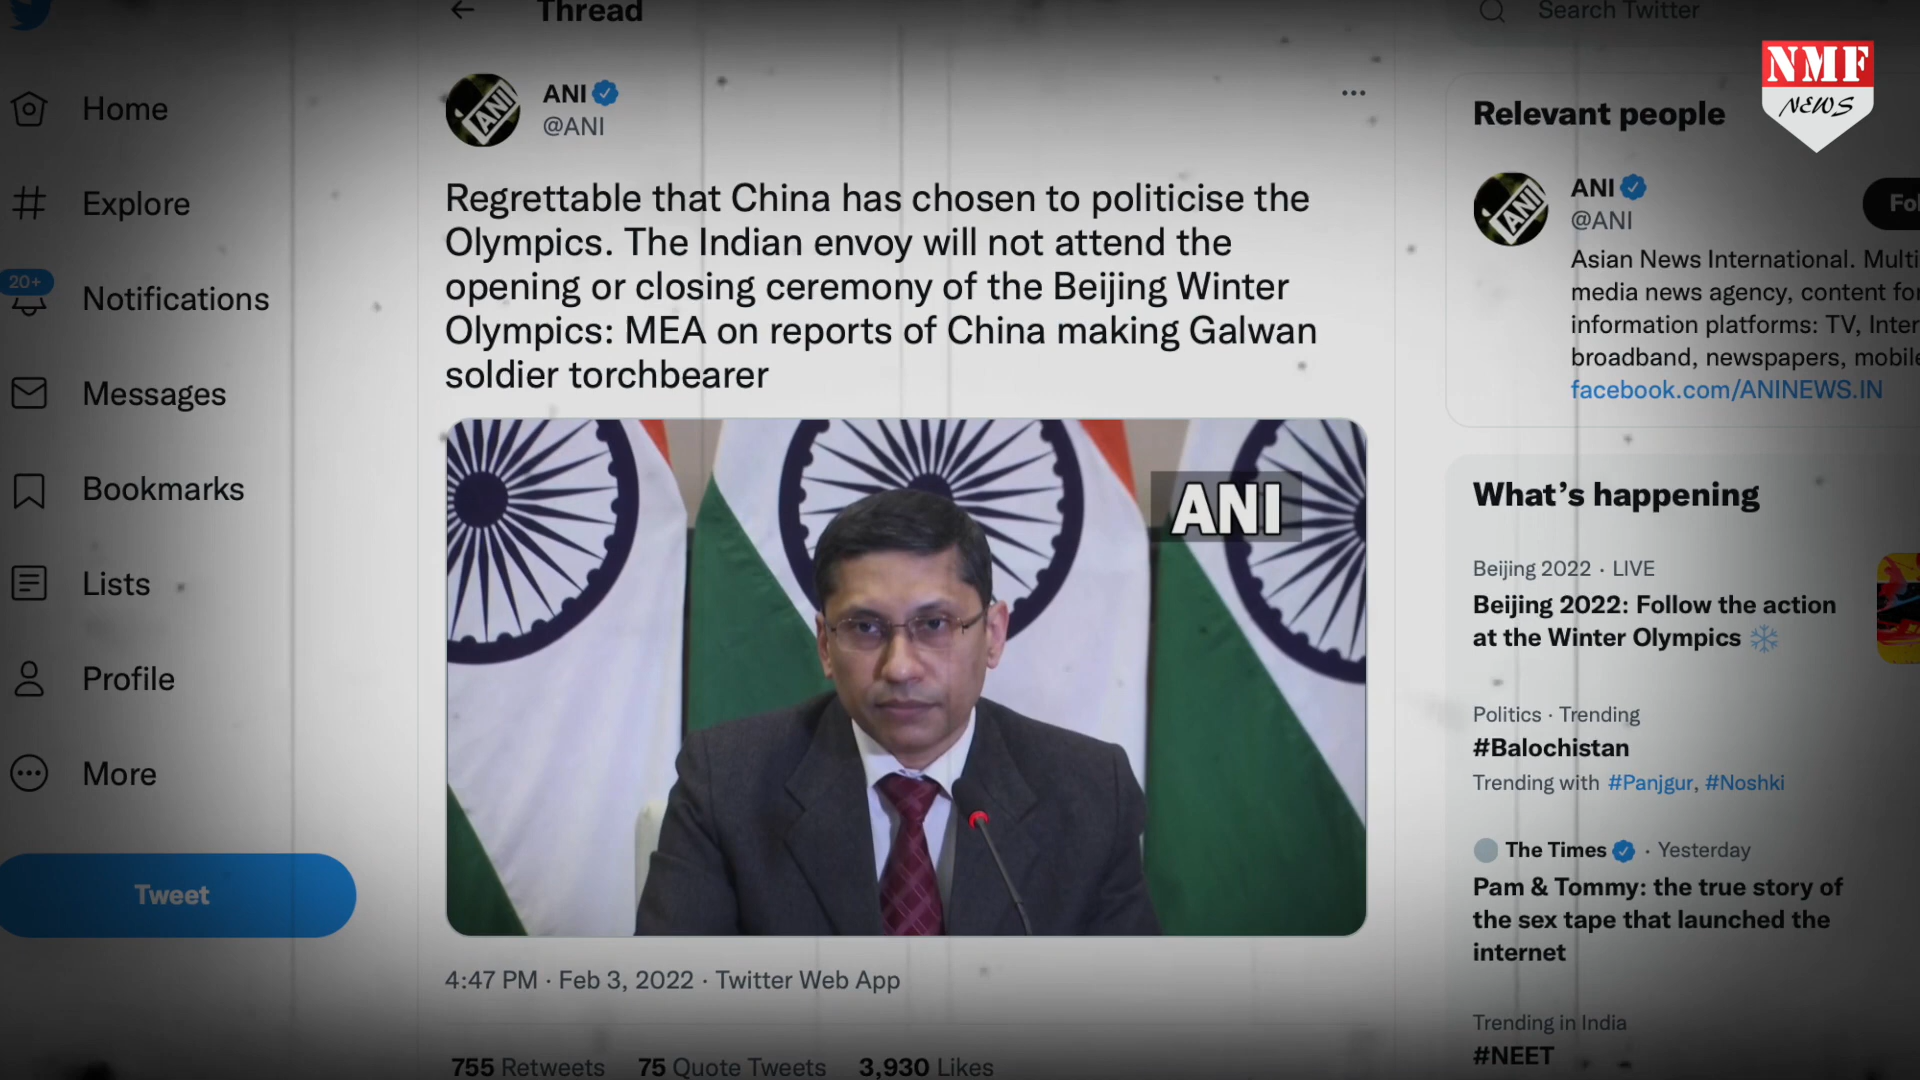 Thread
Search Twitter
NMF
NEWS
Home
Explore
20+
Notifications
Messages
Bookmarks
Lists
Profile
More
Tweet
ANI
@ANI
Regrettable that China has chosen to politicise the
Olympics. The Indian envoy will not attend the
opening or closing ceremony of the Beijing Winter
Olympics: MEA on reports of China making Galwan
soldier torchbearer
ANI
ANI
4:47 PM · Feb 3, 2022 · Twitter Web App
755 Retweets 75 Quote Tweets 3,930 Likes
Relevant people
ANI
ANI
@ANI
Fol
Asian News International. Multi
media news agency, content for
information platforms: TV, Inter
broadband, newspapers, mobile
facebook.com/ANINEWS.IN
What's happening
Beijing 2022 · LIVE
Beijing 2022: Follow the action
at the Winter Olympics
Politics · Trending
#Balochistan
Trending with #Panjgur, #Noshki
The Times · Yesterday
Pam & Tommy: the true story of
the sex tape that launched the
internet
Trending in India
#NEET